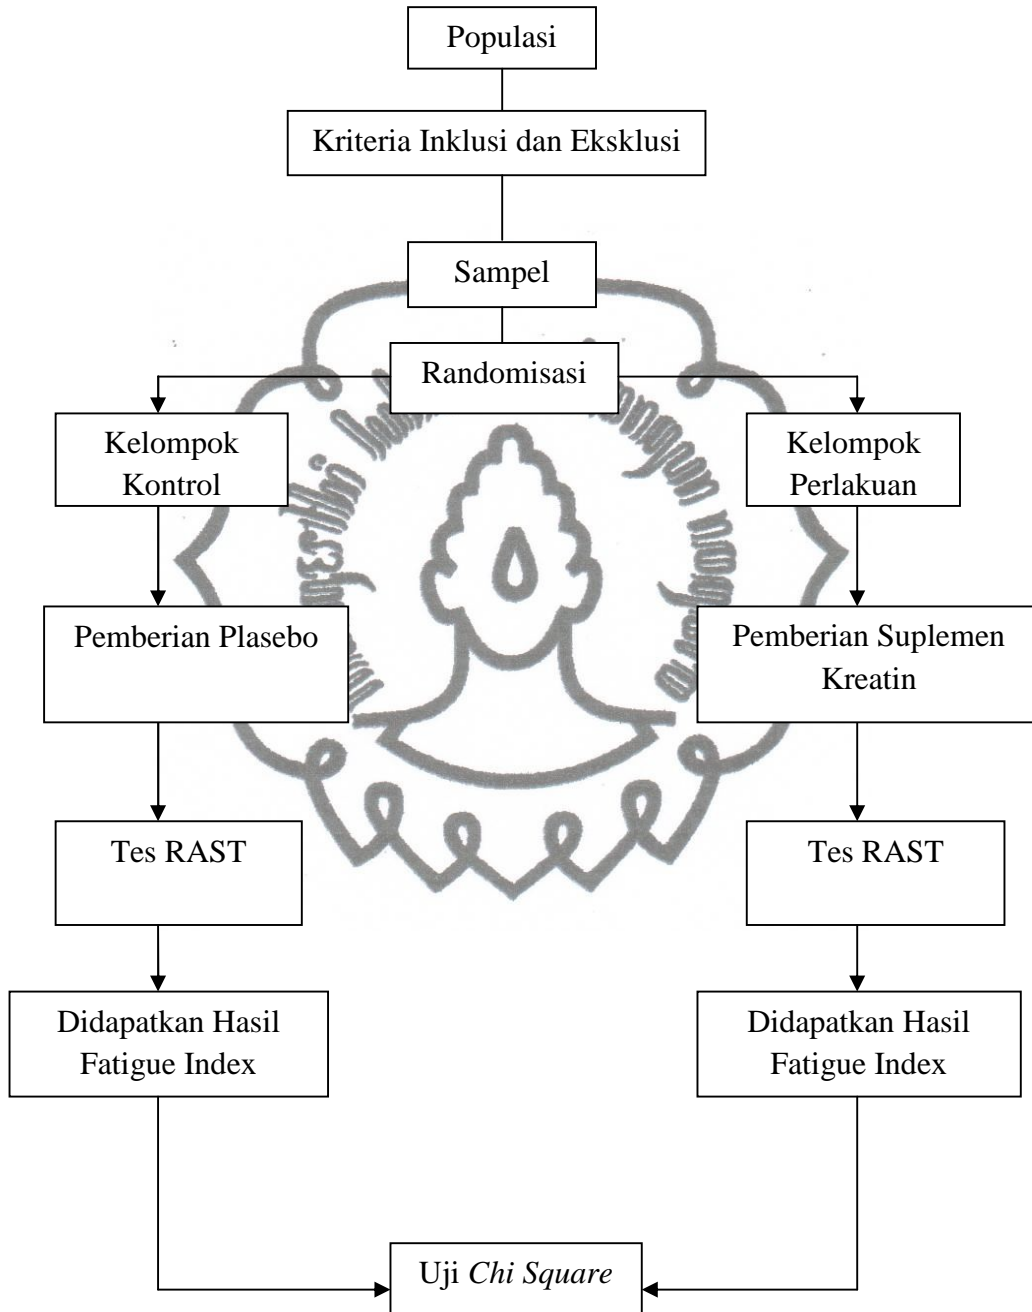 Populasi
Kriteria Inklusi dan Eksklusi
Sampel
Randomisasi
Kelompok
Kontrol
Kelompok
Perlakuan
Pemberian Plasebo
Pemberian Suplemen
Kreatin
Tes RAST
Tes RAST
Didapatkan Hasil
Fatigue Index
Didapatkan Hasil
Fatigue Index
Uji Chi Square